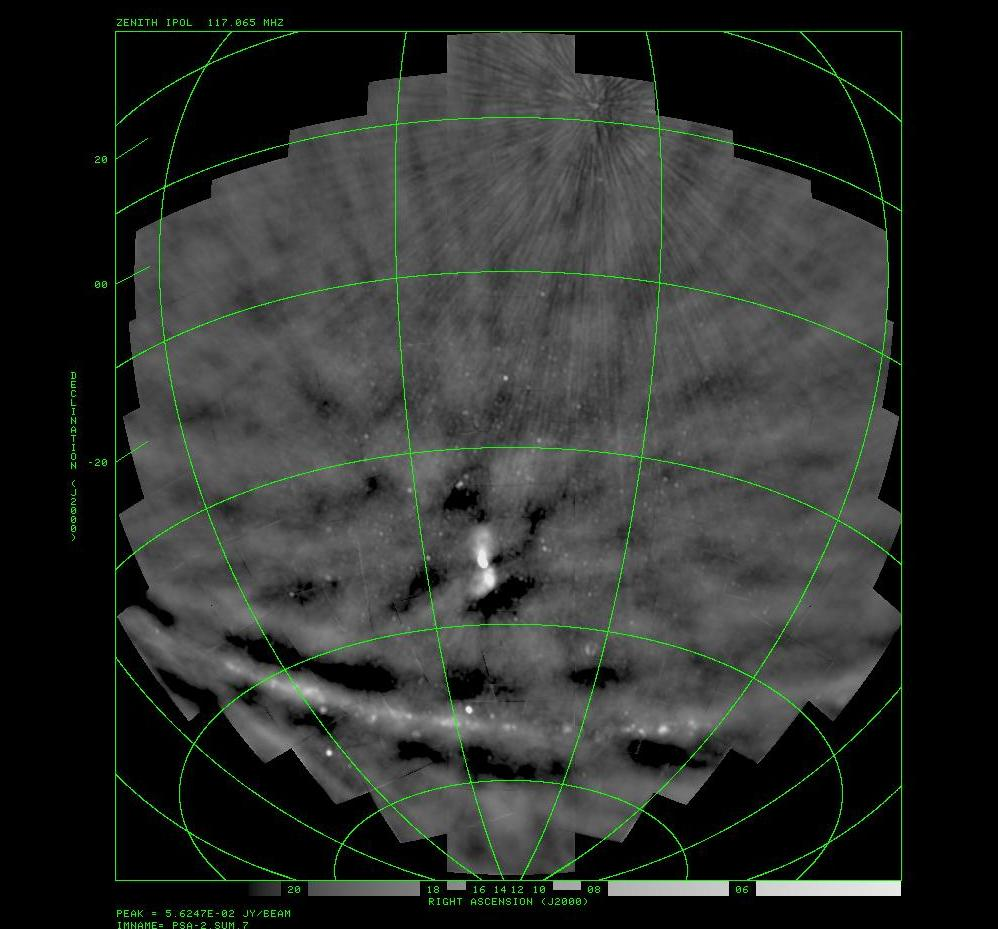 ZENITH IPOL 117.065 MHZ
20
00
-20
DECLINATION (J2000)
20 18 16 14 12 10 08 06
RIGHT ASCENSION (J2000)
PEAK = 5.6247E-02 JY/BEAM
IMNAME= PSA-2.SUM.7